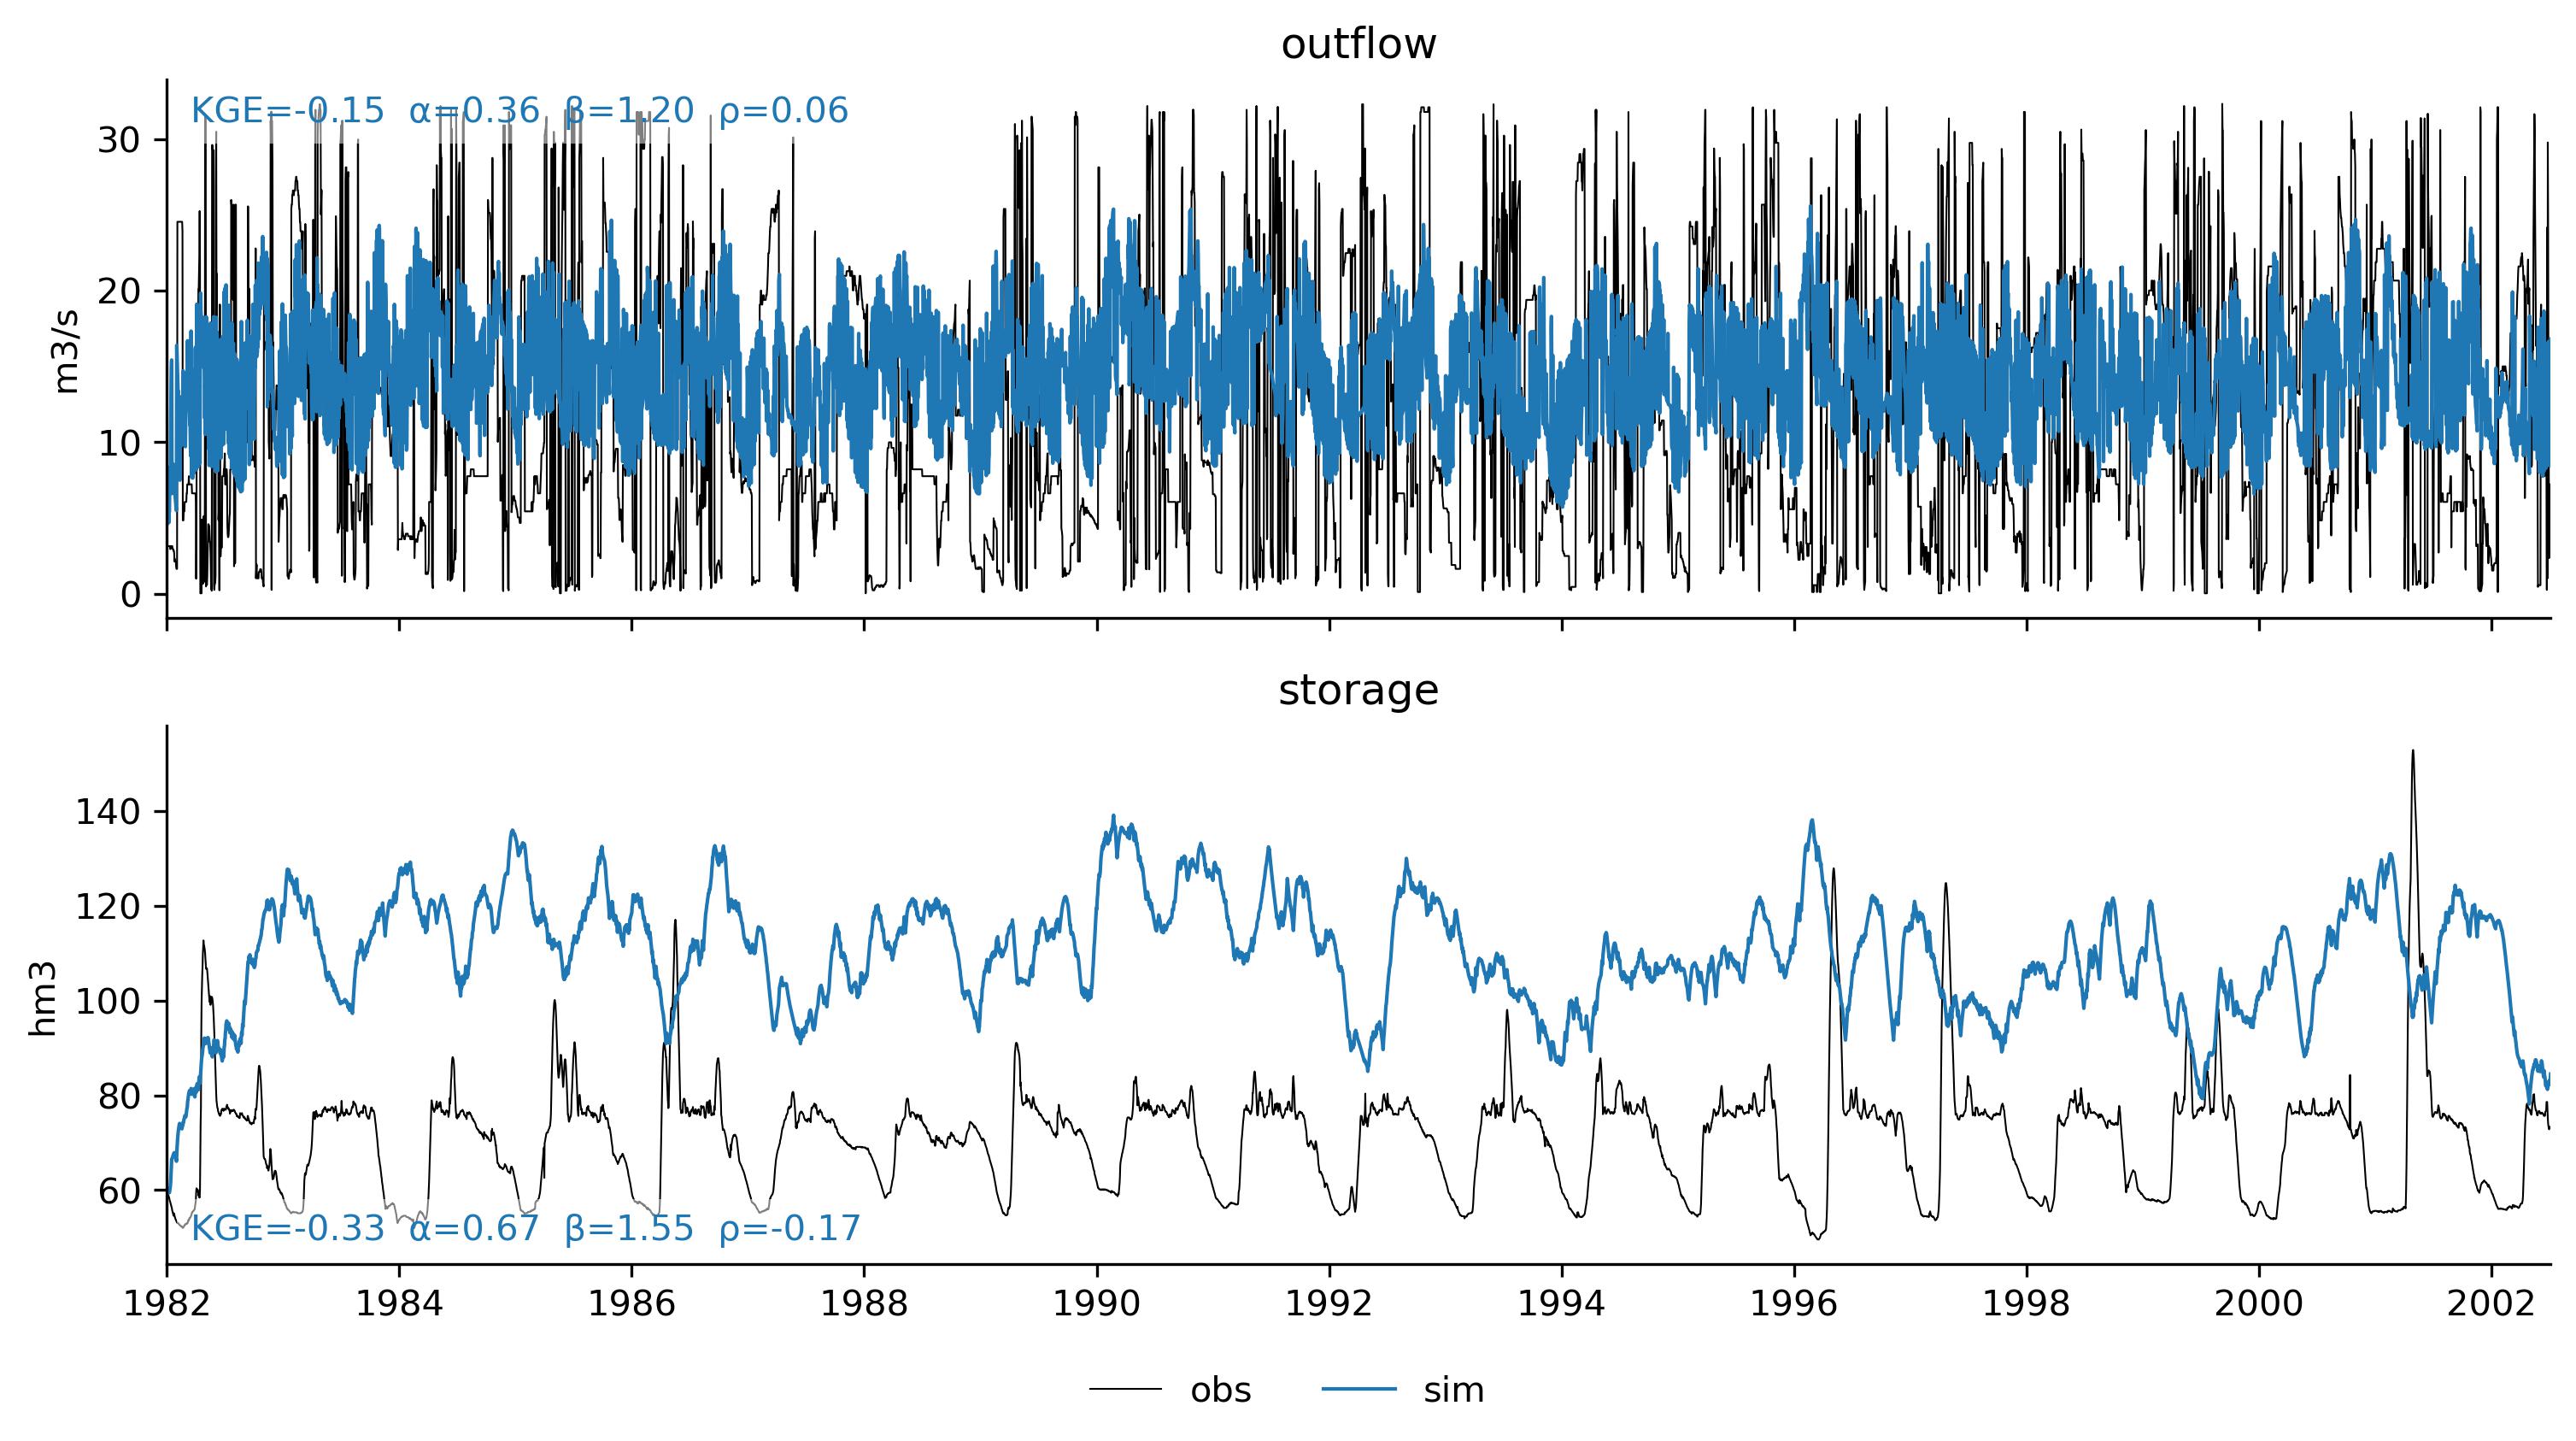 outflow
KGE=-0.15 α=0.36 β=1.20 ρ=0.06
30
20
10
0
m3/s
storage
140
120
100
80
60
hm3
KGE=-0.33 α=0.67 β=1.55 ρ=-0.17
1982 1984 1986 1988 1990 1992 1994 1996 1998 2000 2002
obs sim